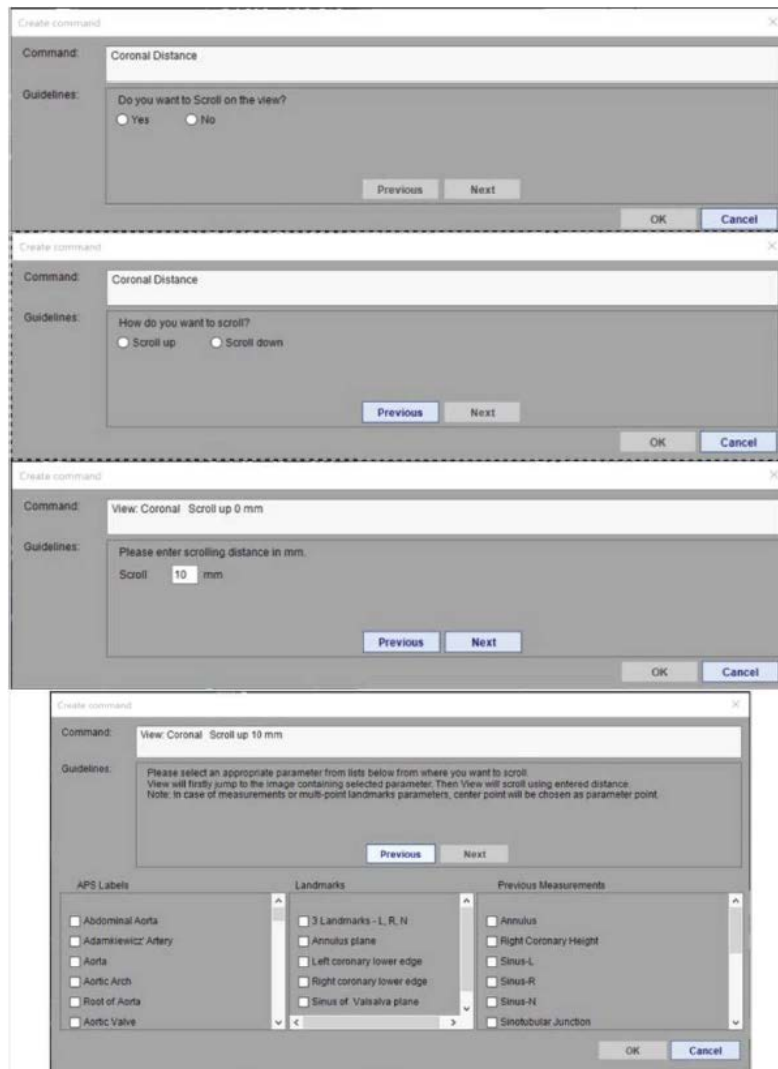 Create command
Command: Coronal Distance
Guidelines: Do you want to Scroll on the view?
Yes No
Previous Next
OK Cancel
Create command
Command: Coronal Distance
Guidelines: How do you want to scroll?
Scroll up Scroll down
Previous Next
OK Cancel
Create command
Command: View: Coronal Scroll up 0 mm
Guidelines: Please enter scrolling distance in mm.
Scroll 10 mm
Previous Next
OK Cancel
Create command
Command: View: Coronal Scroll up 10 mm
Guidelines: Please select an appropriate parameter from lists below from where you want to scroll.
View will firstly jump to the image containing selected parameter. Then View will scroll using entered distance.
Note: In case of measurements or multi-point landmarks parameters, center point will be chosen as parameter point.
Previous Next
APS Labels Landmarks Previous Measurements
Abdominal Aorta 3 Landmarks - L, R, N Annulus
Adamkiewicz' Artery Annulus plane Right Coronary Height
Aorta Left coronary lower edge Sinus-L
Aortic Arch Right coronary lower edge Sinus-R
Root of Aorta Sinus of Valsalva plane Sinus-N
Aortic Valve Sinotubular Junction
OK Cancel